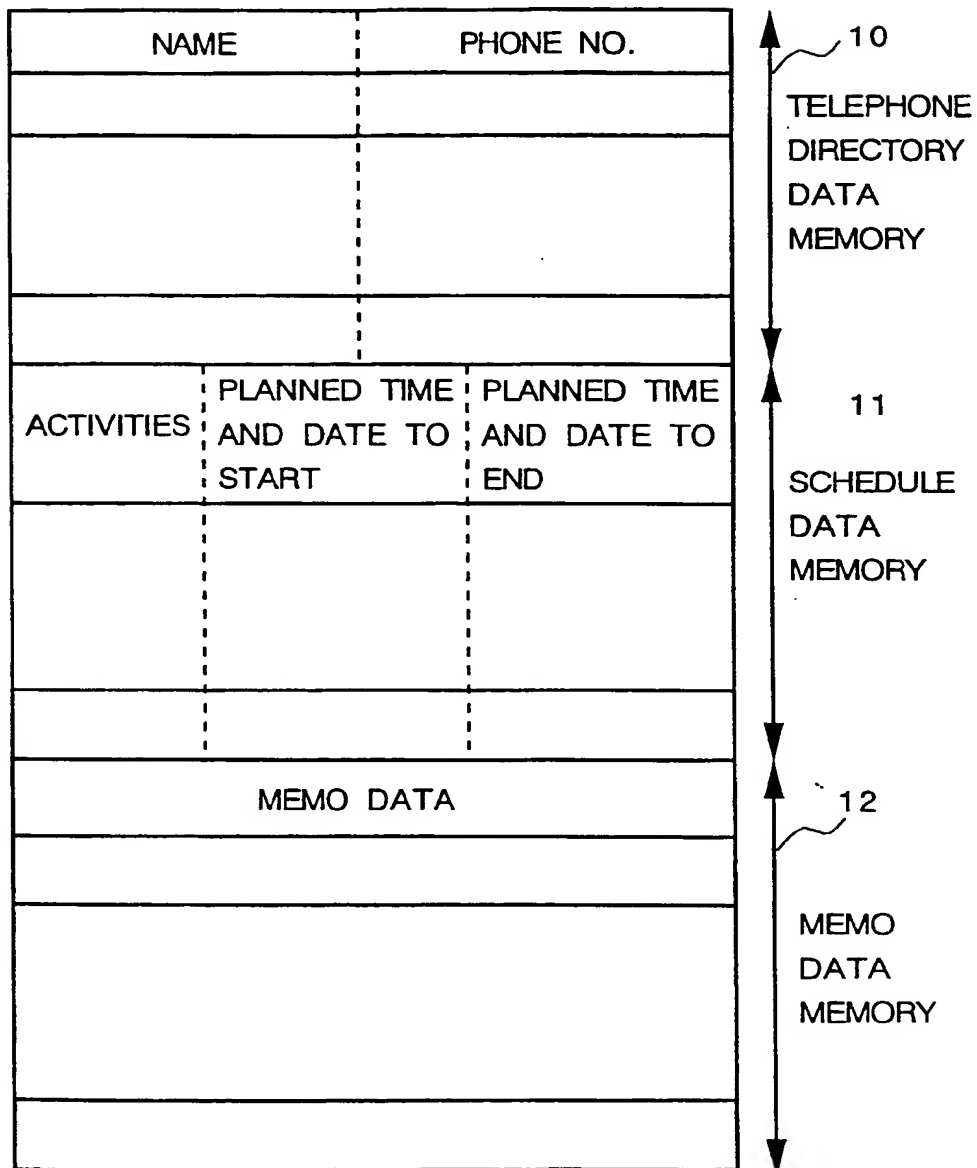 NAME PHONE NO.
10
TELEPHONE
DIRECTORY
DATA
MEMORY
ACTIVITIES
PLANNED TIME
AND DATE TO
START
PLANNED TIME
AND DATE TO
END
11
SCHEDULE
DATA
MEMORY
MEMO DATA
12
MEMO
DATA
MEMORY